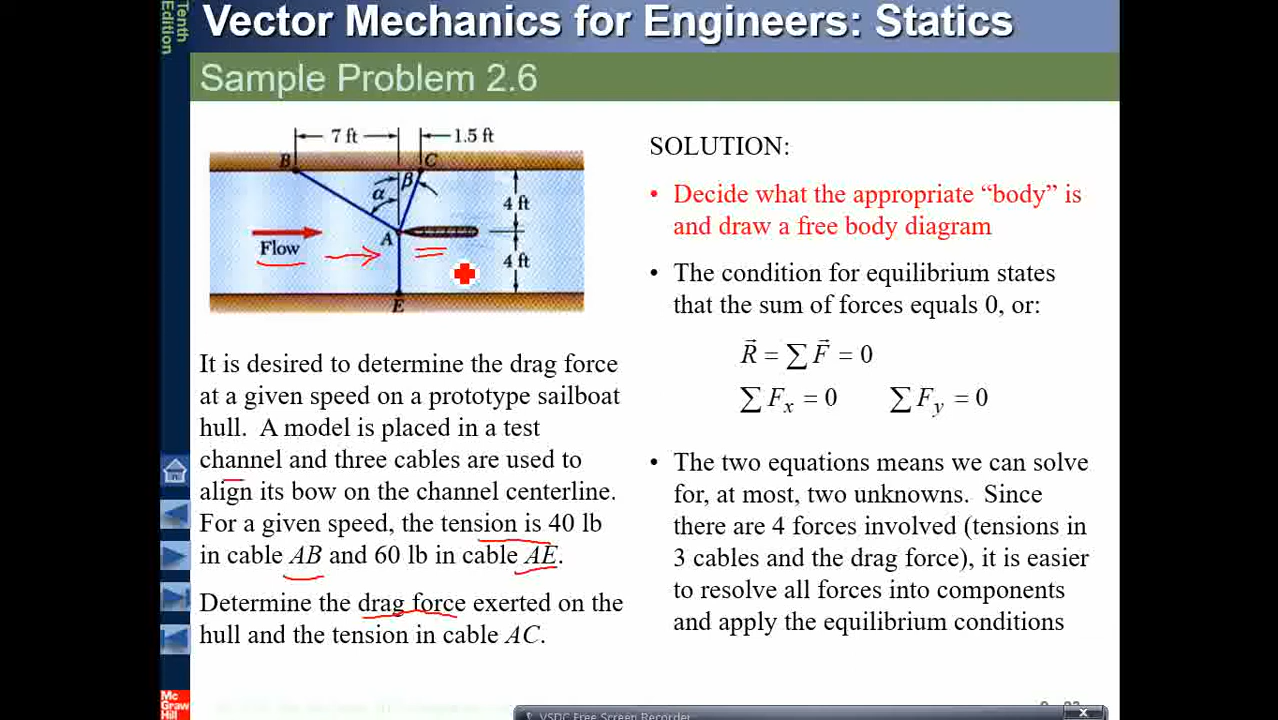 Tenth
Edition
Vector Mechanics for Engineers: Statics
Sample Problem 2.6
7 ft
1.5 ft
B
C
β
α
4 ft
A
Flow
4 ft
E
It is desired to determine the drag force
at a given speed on a prototype sailboat
hull. A model is placed in a test
channel and three cables are used to
align its bow on the channel centerline.
For a given speed, the tension is 40 lb
in cable AB and 60 lb in cable AE.
Determine the drag force exerted on the
hull and the tension in cable AC.
SOLUTION:
• Decide what the appropriate “body” is
and draw a free body diagram
• The condition for equilibrium states
that the sum of forces equals 0, or:
R⃗ = ∑ F⃗ = 0
∑ Fx = 0 ∑ Fy = 0
• The two equations means we can solve
for, at most, two unknowns. Since
there are 4 forces involved (tensions in
3 cables and the drag force), it is easier
to resolve all forces into components
and apply the equilibrium conditions
Mc
Graw
Hill
VSDC Free Screen Recorder